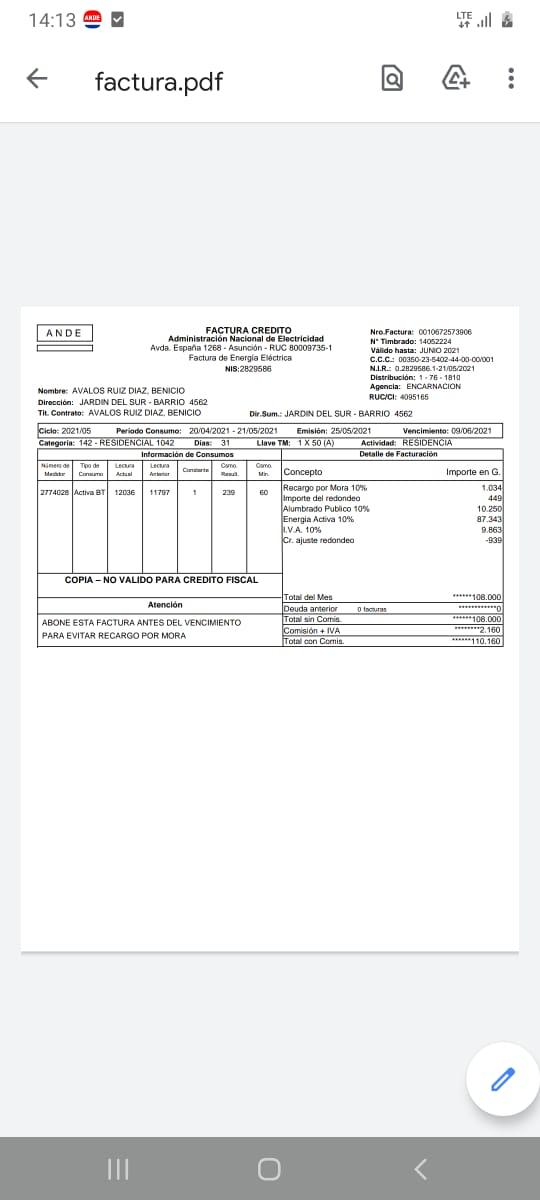 14:13 ANDE LTE
factura.pdf
ANDE
FACTURA CREDITO
Administración Nacional de Electricidad
Avda. España 1268 - Asunción - RUC 80009735-1
Factura de Energía Eléctrica
NIS:2829586
Nro.Factura: 0010672573906
N° Timbrado: 14052224
Válido hasta: JUNIO 2021
C.C.C.: 00350-23-5402-44-00-00/001
N.I.R.: 0.2829586.1-21/05/2021
Distribución: 1 - 76 - 1810
Agencia: ENCARNACION
RUC/CI: 4095165
Nombre: AVALOS RUIZ DIAZ, BENICIO
Dirección: JARDIN DEL SUR - BARRIO 4562
Tit. Contrato: AVALOS RUIZ DIAZ, BENICIO Dir.Sum.: JARDIN DEL SUR - BARRIO 4562
Ciclo: 2021/05 Período Consumo: 20/04/2021 - 21/05/2021 Emisión: 25/05/2021 Vencimiento: 09/06/2021
Categoría: 142 - RESIDENCIAL 1042 Días: 31 Llave TM: 1 X 50 (A) Actividad: RESIDENCIA
Información de Consumos Detalle de Facturación
Número de Medidor Tipo de Consumo Lectura Actual Lectura Anterior Constante Csmo. Result. Csmo. Min. Concepto Importe en G.
2774028 Activa BT 12036 11797 1 239 60
Recargo por Mora 10% 1.034
Importe del redondeo 449
Alumbrado Publico 10% 10.250
Energia Activa 10% 87.343
I.V.A. 10% 9.863
Cr. ajuste redondeo -939
COPIA – NO VALIDO PARA CREDITO FISCAL
Atención
ABONE ESTA FACTURA ANTES DEL VENCIMIENTO
PARA EVITAR RECARGO POR MORA
Total del Mes ******108.000
Deuda anterior 0 facturas ************0
Total sin Comis. ******108.000
Comisión + IVA ********2.160
Total con Comis. ******110.160